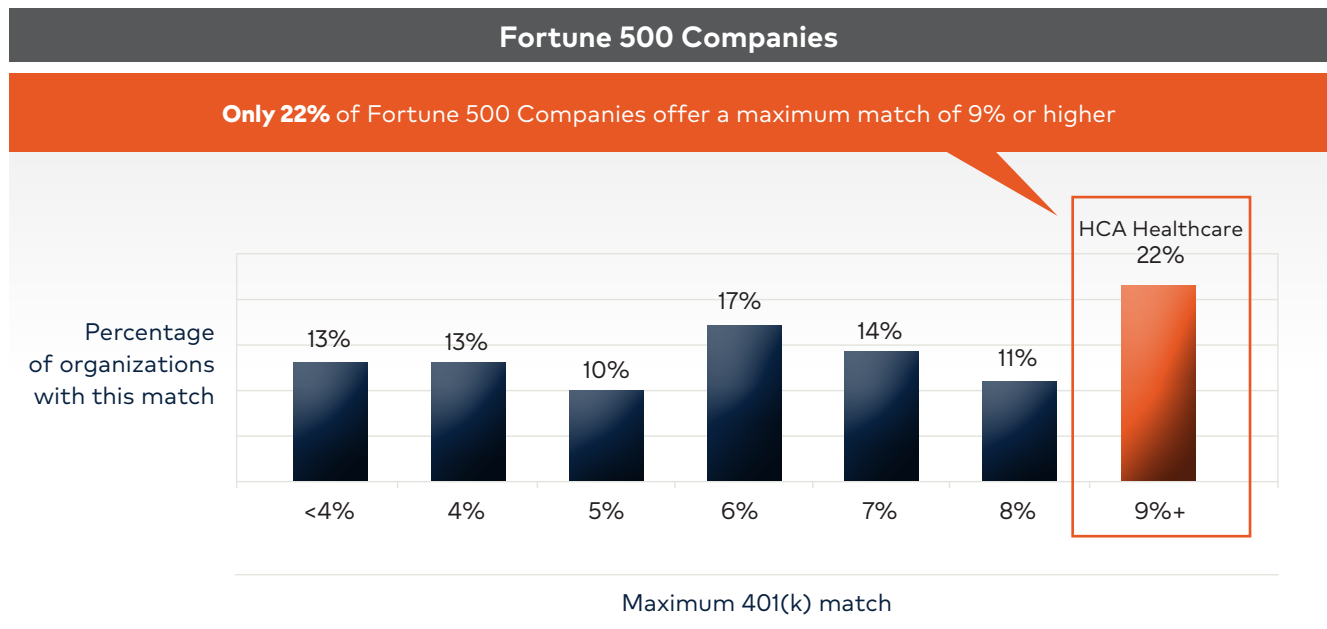 Fortune 500 Companies
Only 22% of Fortune 500 Companies offer a maximum match of 9% or higher
HCA Healthcare
22%
17%
14%
13%
13%
11%
10%
Percentage
of organizations
with this match
<4%
4%
5%
6%
7%
8%
9%+
Maximum 401(k) match